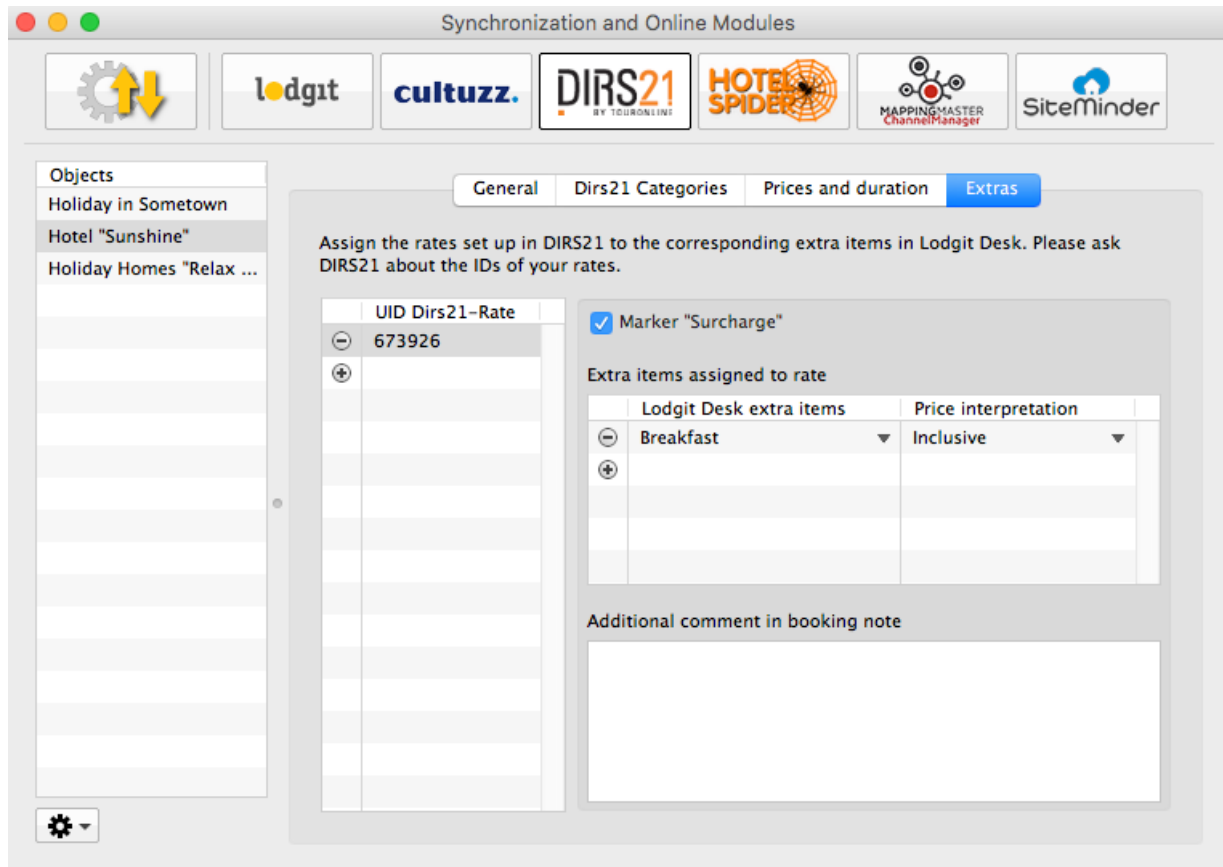 Synchronization and Online Modules
lodgit
cultuzz.
DIRS21
BY TOURONLINE
HOTEL
SPIDER
MAPPINGMASTER
ChannelManager
SiteMinder
Objects
Holiday in Sometown
Hotel "Sunshine"
Holiday Homes "Relax ...
General
Dirs21 Categories
Prices and duration
Extras
Assign the rates set up in DIRS21 to the corresponding extra items in Lodgit Desk. Please ask
DIRS21 about the IDs of your rates.
UID Dirs21-Rate
673926
Marker "Surcharge"
Extra items assigned to rate
Lodgit Desk extra items
Price interpretation
Breakfast
Inclusive
Additional comment in booking note